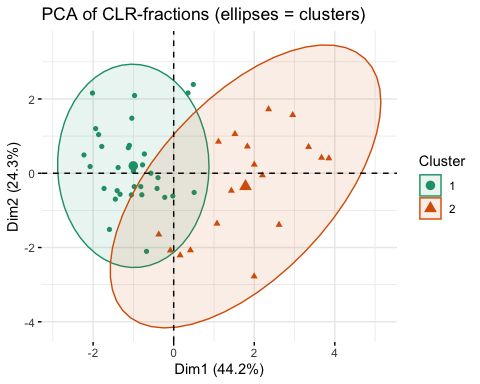 PCA of CLR-fractions (ellipses = clusters)
Dim2 (24.3%)
2
0
-2
-4
-2
0
2
4
Dim1 (44.2%)
Cluster
1
2